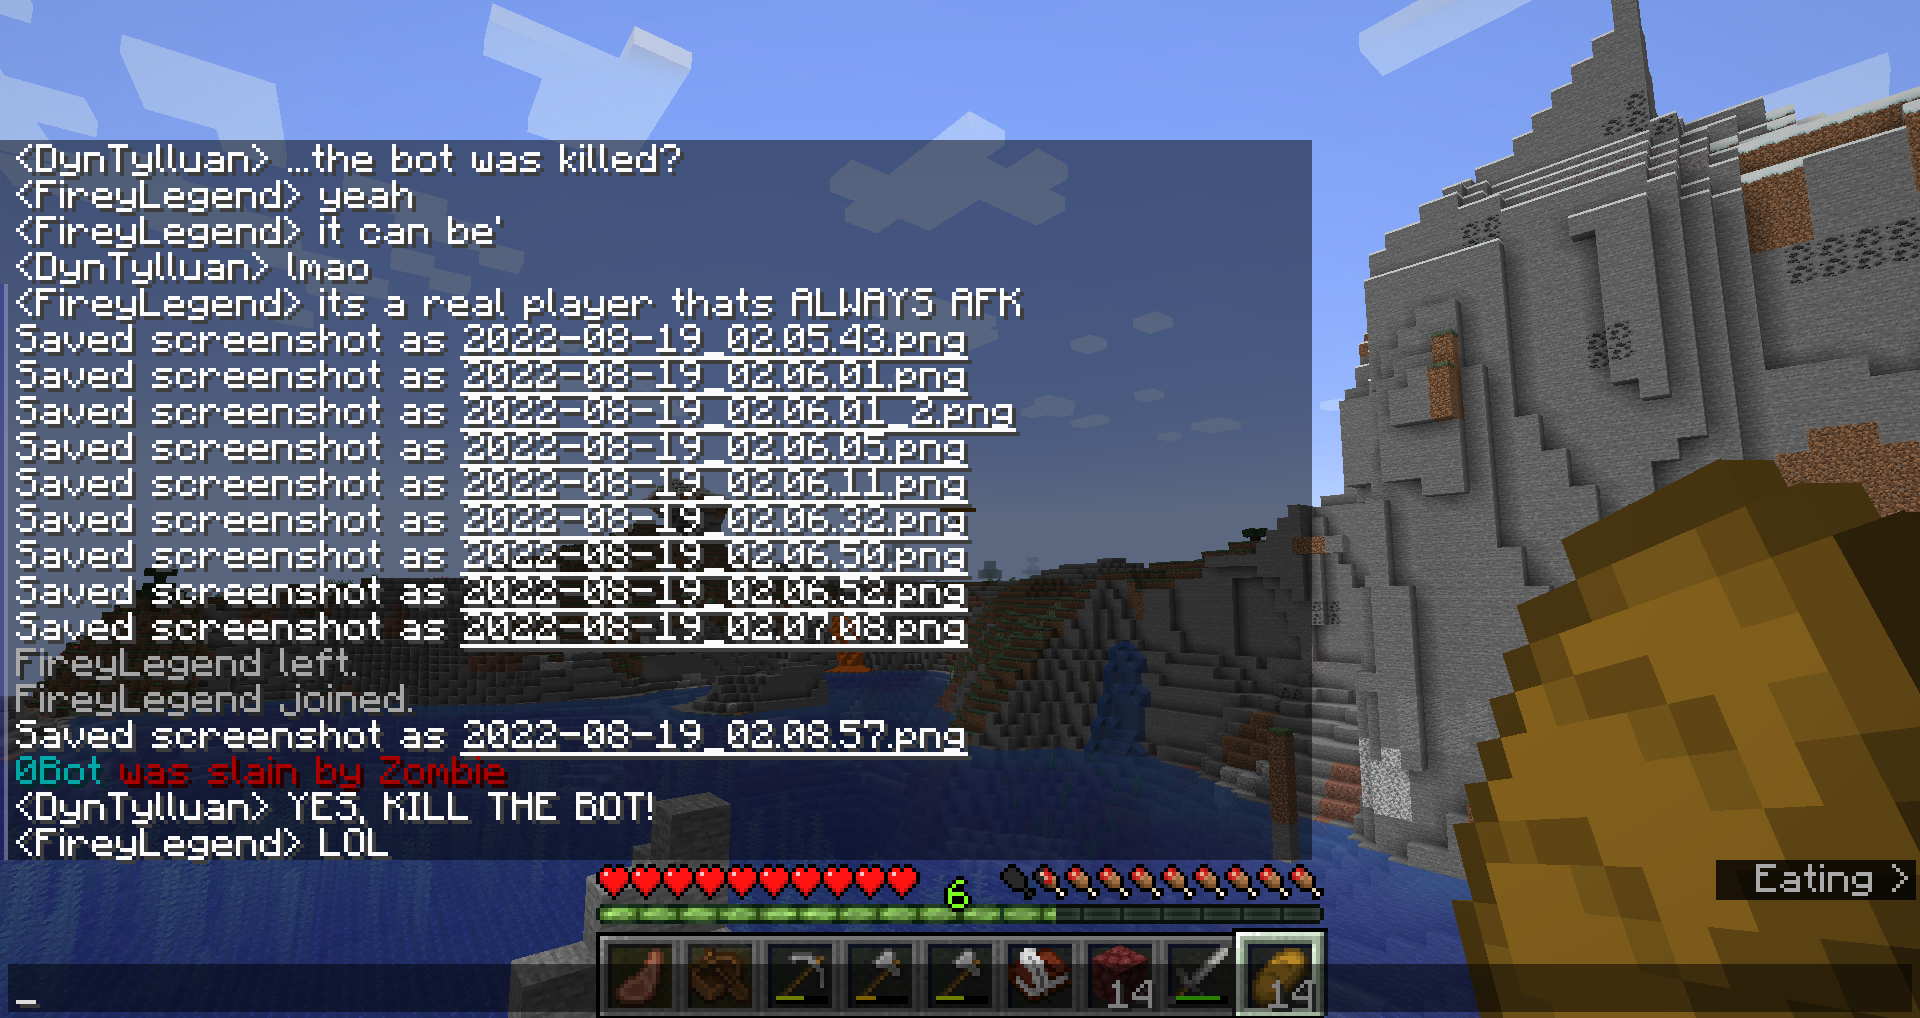 <DynTylluan> ...the bot was killed?
<FireyLegend> yeah
<FireyLegend> it can be'
<DynTylluan> lmao
<FireyLegend> its a real player thats ALWAYS AFK
Saved screenshot as 2022-08-19_02.05.43.png
Saved screenshot as 2022-08-19_02.06.01.png
Saved screenshot as 2022-08-19_02.06.01_2.png
Saved screenshot as 2022-08-19_02.06.05.png
Saved screenshot as 2022-08-19_02.06.11.png
Saved screenshot as 2022-08-19_02.06.32.png
Saved screenshot as 2022-08-19_02.06.50.png
Saved screenshot as 2022-08-19_02.06.52.png
Saved screenshot as 2022-08-19_02.07.08.png
FireyLegend left.
FireyLegend joined.
Saved screenshot as 2022-08-19_02.08.57.png
0Bot was slain by Zombie
<DynTylluan> YES, KILL THE BOT!
<FireyLegend> LOL
Eating >
6
14
14
_